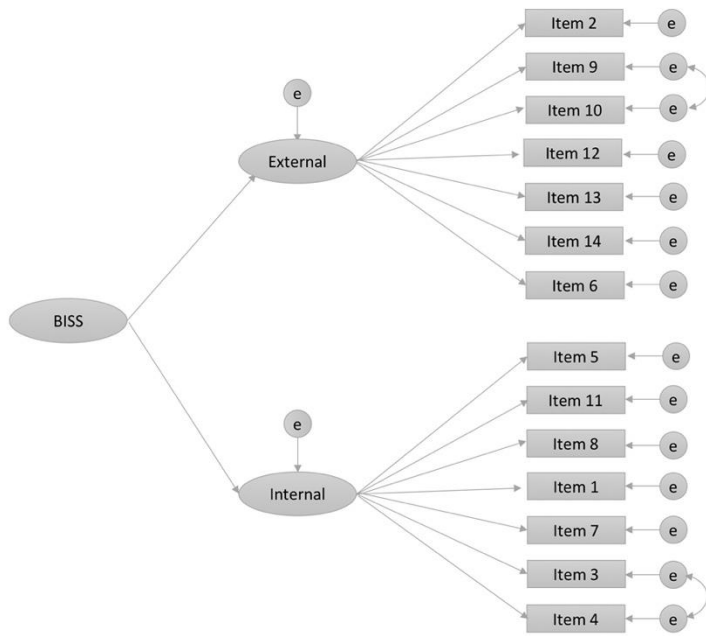 Item 2 e
Item 9 e
e
Item 10 e
External
Item 12 e
Item 13 e
Item 14 e
Item 6 e
BISS
Item 5 e
Item 11 e
e
Item 8 e
Internal
Item 1 e
Item 7 e
Item 3 e
Item 4 e